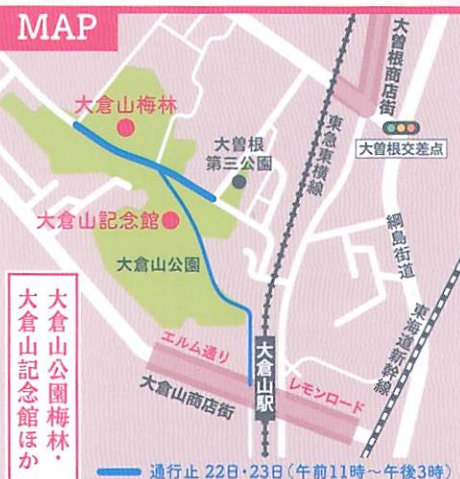 MAP
大倉山梅林
大曽根商店街
大曽根
第三公園
東急東横線
大曽根交差点
大倉山記念館
大倉山公園
綱島街道
東海道新幹線
大倉山公園梅林・
大倉山記念館ほか
エルム通り
大倉山駅
レモンロード
大倉山商店街
通行止 22日・23日(午前11時~午後3時)